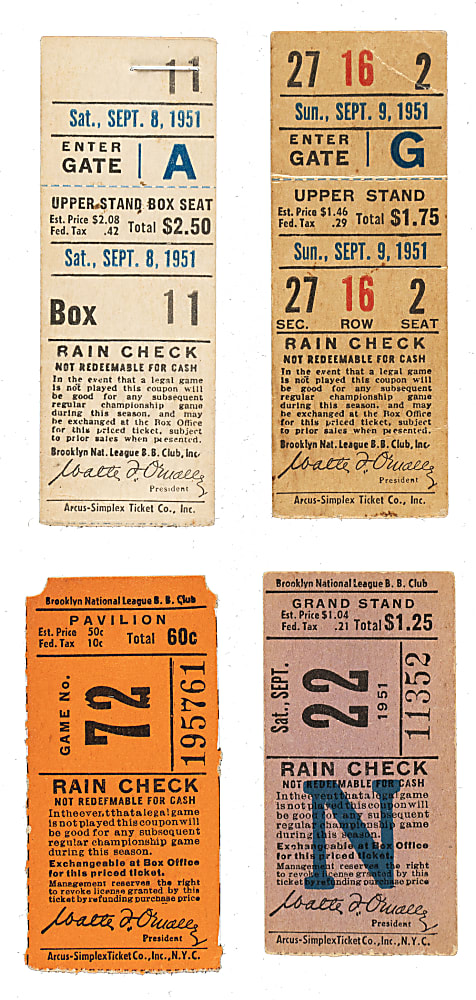 11
Sat., SEPT. 8, 1951
ENTER
GATE A
UPPER STAND BOX SEAT
Est. Price $2.08
Fed. Tax .42 Total $2.50
Sat., SEPT. 8, 1951
Box 11
RAIN CHECK
NOT REDEEMABLE FOR CASH
In the event that a legal game
is not played this coupon will
be good for any subsequent
regular championship game
during this season, and may
be exchanged at the Box Office
for this priced ticket, subject
to prior sales when presented.
Brooklyn Nat. League B. B. Club, Inc.
Walter F. O'Malley
President
Arcus-Simplex Ticket Co., Inc.
27 16 2
Sun., SEPT. 9, 1951
ENTER
GATE G
UPPER STAND
Est. Price $1.46
Fed. Tax .29 Total $1.75
Sun., SEPT. 9, 1951
27 16 2
SEC. ROW SEAT
RAIN CHECK
NOT REDEEMABLE FOR CASH
In the event that a legal game
is not played this coupon will
be good for any subsequent
regular championship game
during this season, and may
be exchanged at the Box Office
for this priced ticket, subject
to prior sales when presented.
Brooklyn Nat. League B. B. Club, Inc.
Walter F. O'Malley
President
Arcus-Simplex Ticket Co., Inc.
Brooklyn National League B. B. Club
PAVILION
Est. Price 50c
Fed. Tax 10c Total 60c
GAME NO.
72
195761
RAIN CHECK
NOT REDEEMABLE FOR CASH
In the event that a legal game
is not played this coupon will
be good for any subsequent
regular championship game
during this season.
Exchangeable at Box Office
for this priced ticket.
Management reserves the right
to revoke license granted by this
ticket by refunding purchase price
Walter F. O'Malley
President
Arcus-Simplex Ticket Co., Inc., N.Y.C.
Brooklyn National League B. B. Club
GRAND STAND
Est. Price $1.04
Fed. Tax .21 Total $1.25
Sat., SEPT.
22
1951
11352
RAIN CHECK
NOT REDEEMABLE FOR CASH
In the event that a legal game
is not played this coupon will
be good for any subsequent
regular championship game
during this season.
Exchangeable at Box Office
for this priced ticket.
Management reserves the right
to revoke license granted by this
ticket by refunding purchase price
N
Walter F. O'Malley
President
Arcus-Simplex Ticket Co., Inc., N.Y.C.